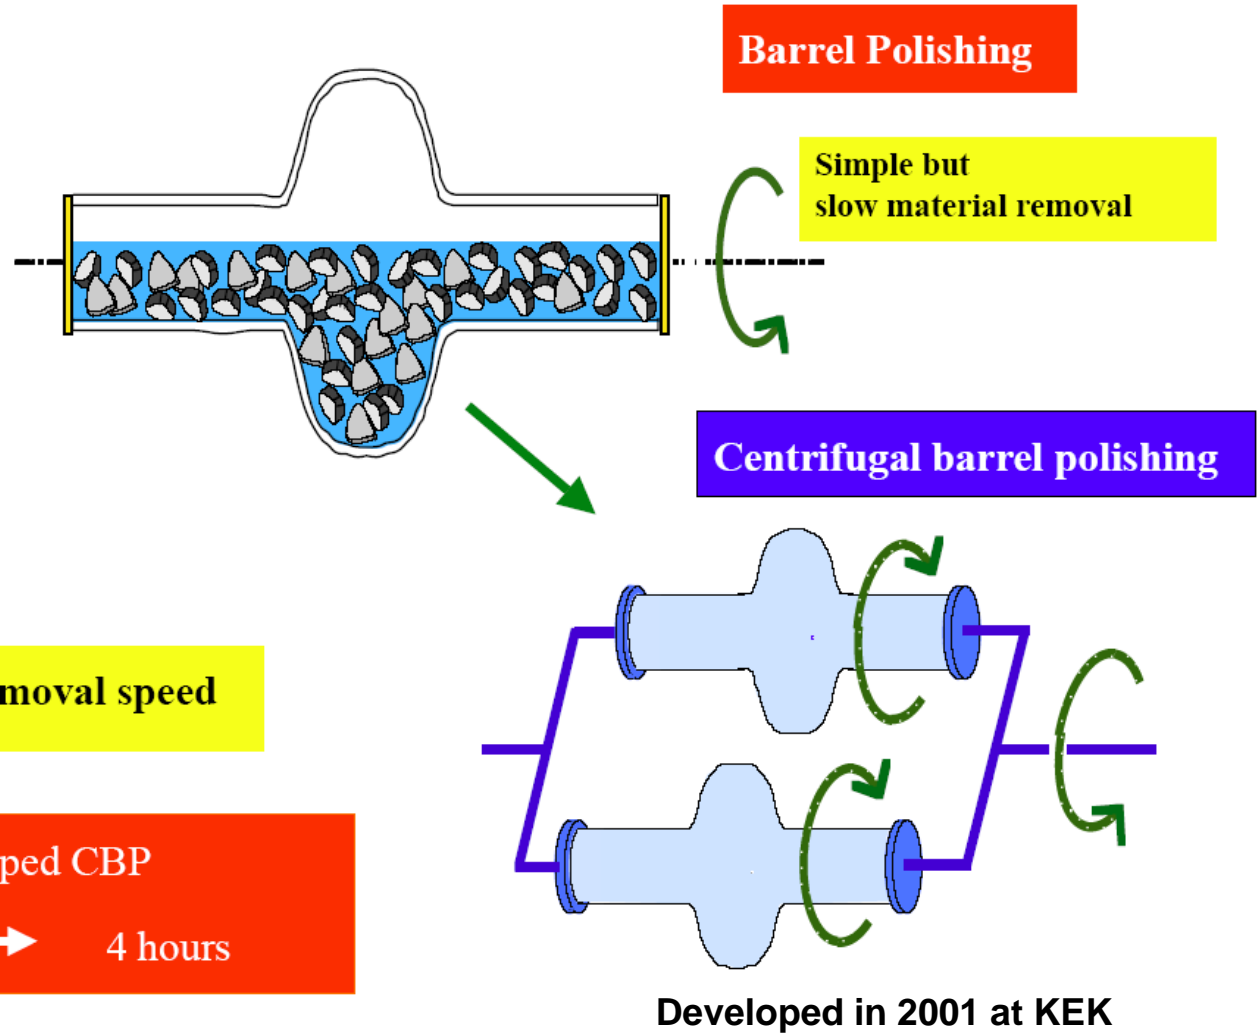 Barrel Polishing
Simple but
slow material removal
Centrifugal barrel polishing
moval speed
ped CBP
4 hours
Developed in 2001 at KEK